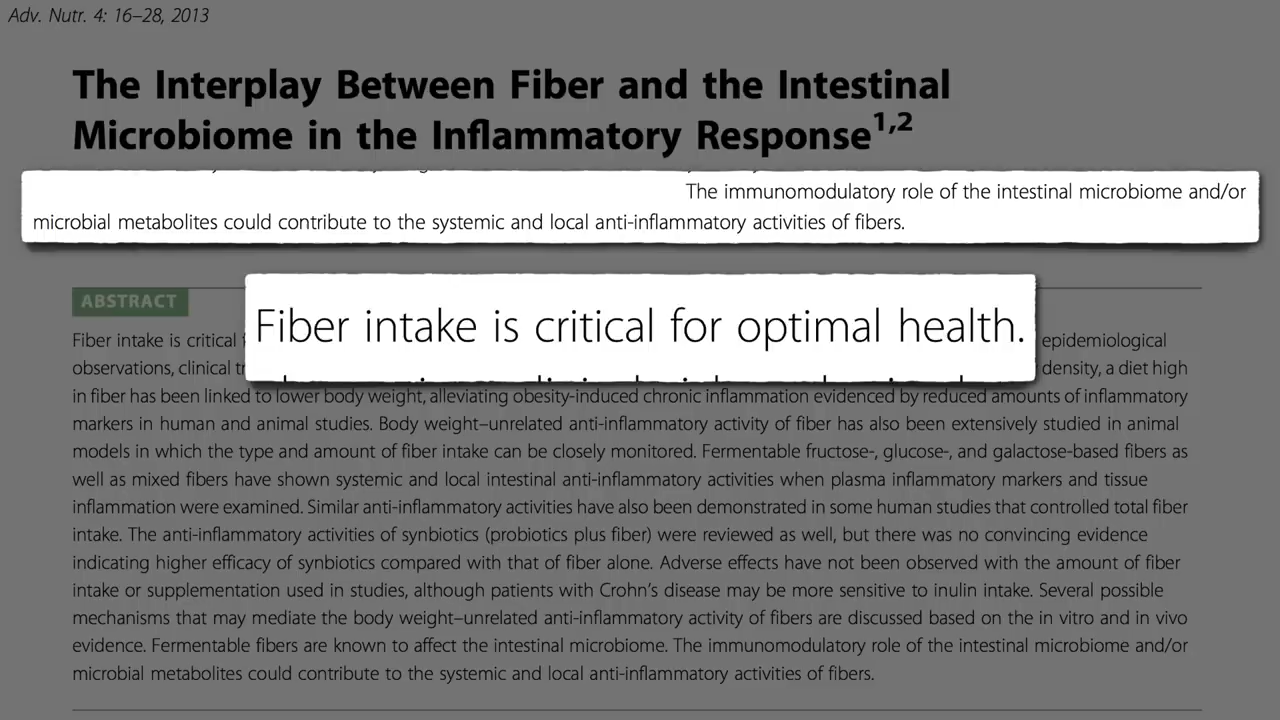 Adv. Nutr. 4: 16–28, 2013
The Interplay Between Fiber and the Intestinal
Microbiome in the Inflammatory Response1,2
The immunomodulatory role of the intestinal microbiome and/or
microbial metabolites could contribute to the systemic and local anti-inflammatory activities of fibers.
ABSTRACT
Fiber intake is critical for optimal health.
Fiber intake is critical epidemiological
observations, clinical density, a diet high
in fiber has been linked to lower body weight, alleviating obesity-induced chronic inflammation evidenced by reduced amounts of inflammatory
markers in human and animal studies. Body weight–unrelated anti-inflammatory activity of fiber has also been extensively studied in animal
models in which the type and amount of fiber intake can be closely monitored. Fermentable fructose-, glucose-, and galactose-based fibers as
well as mixed fibers have shown systemic and local intestinal anti-inflammatory activities when plasma inflammatory markers and tissue
inflammation were examined. Similar anti-inflammatory activities have also been demonstrated in some human studies that controlled total fiber
intake. The anti-inflammatory activities of synbiotics (probiotics plus fiber) were reviewed as well, but there was no convincing evidence
indicating higher efficacy of synbiotics compared with that of fiber alone. Adverse effects have not been observed with the amount of fiber
intake or supplementation used in studies, although patients with Crohn's disease may be more sensitive to inulin intake. Several possible
mechanisms that may mediate the body weight–unrelated anti-inflammatory activity of fibers are discussed based on the in vitro and in vivo
evidence. Fermentable fibers are known to affect the intestinal microbiome. The immunomodulatory role of the intestinal microbiome and/or
microbial metabolites could contribute to the systemic and local anti-inflammatory activities of fibers.